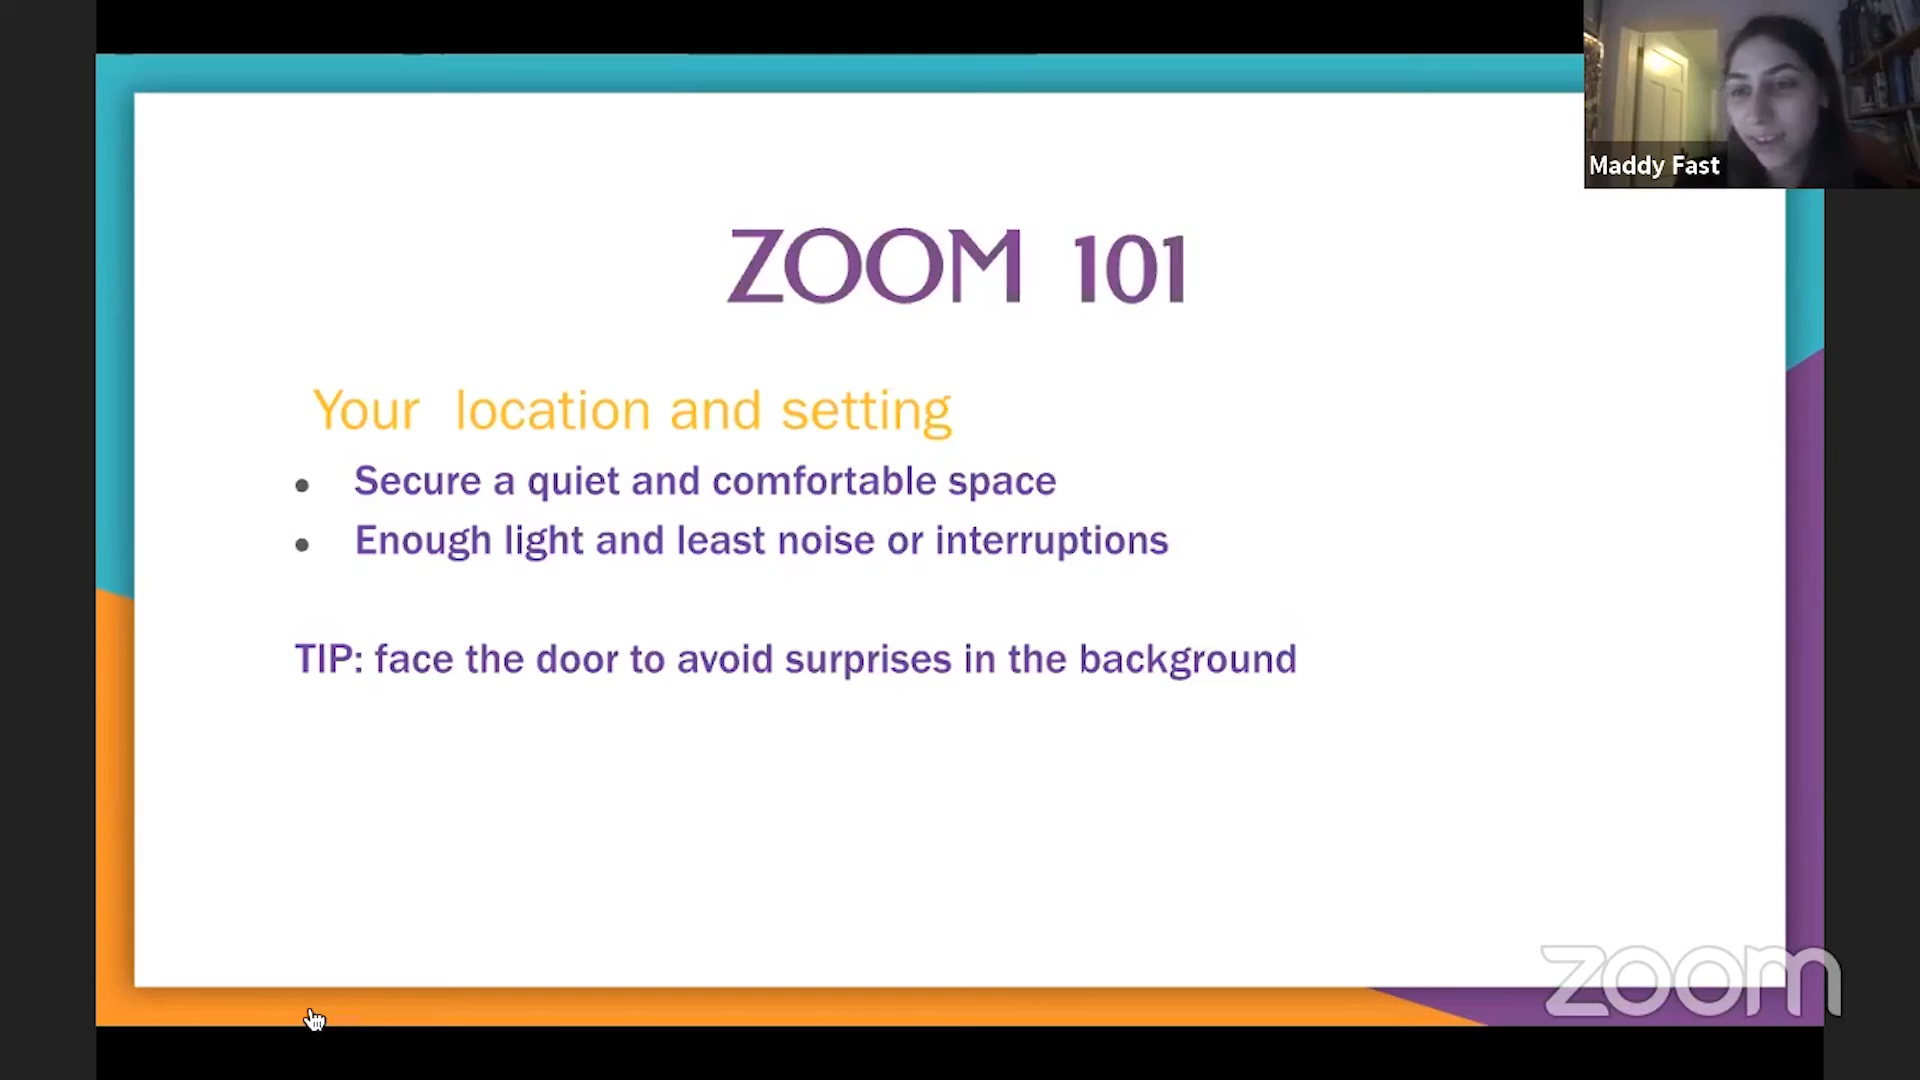 Maddy Fast
ZOOM 101
Your location and setting
• Secure a quiet and comfortable space
• Enough light and least noise or interruptions
TIP: face the door to avoid surprises in the background
zoom